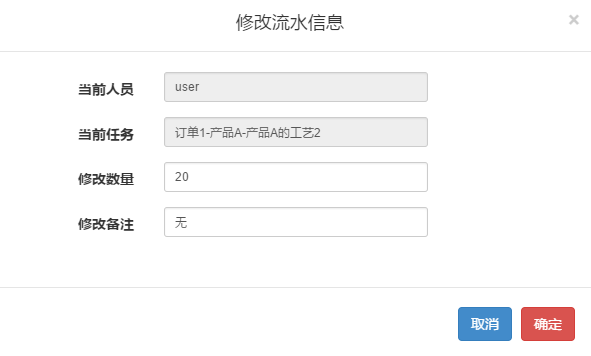 修改流水信息
×
当前人员 user
当前任务 订单1-产品A-产品A的工艺2
修改数量 20
修改备注 无
取消 确定